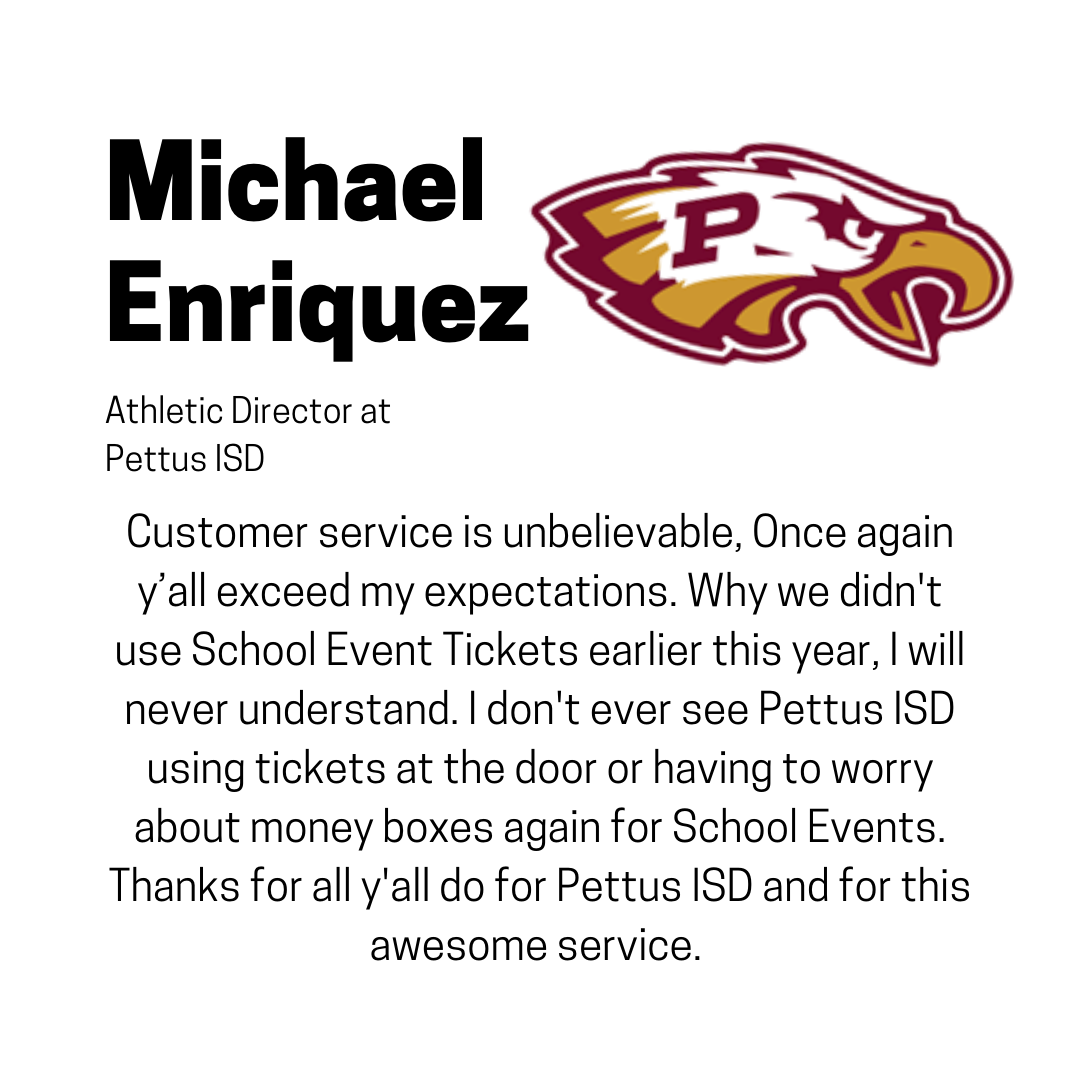 Michael
Enriquez
P
Athletic Director at
Pettus ISD
Customer service is unbelievable, Once again
y’all exceed my expectations. Why we didn't
use School Event Tickets earlier this year, I will
never understand. I don't ever see Pettus ISD
using tickets at the door or having to worry
about money boxes again for School Events.
Thanks for all y'all do for Pettus ISD and for this
awesome service.